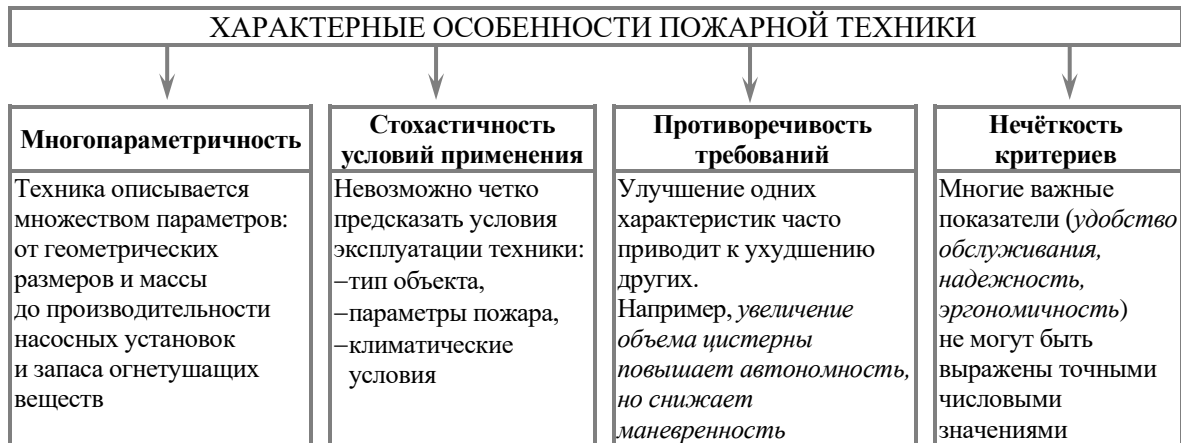 ХАРАКТЕРНЫЕ ОСОБЕННОСТИ ПОЖАРНОЙ ТЕХНИКИ
Многопараметричность
Техника описывается
множеством параметров:
от геометрических
размеров и массы
до производительности
насосных установок
и запаса огнетушащих
веществ
Стохастичность
условий применения
Невозможно четко
предсказать условия
эксплуатации техники:
–тип объекта,
–параметры пожара,
–климатические
условия
Противоречивость
требований
Улучшение одних
характеристик часто
приводит к ухудшению
других.
Например, увеличение
объема цистерны
повышает автономность,
но снижает
маневренность
Нечёткость
критериев
Многие важные
показатели (удобство
обслуживания,
надежность,
эргономичность)
не могут быть
выражены точными
числовыми
значениями